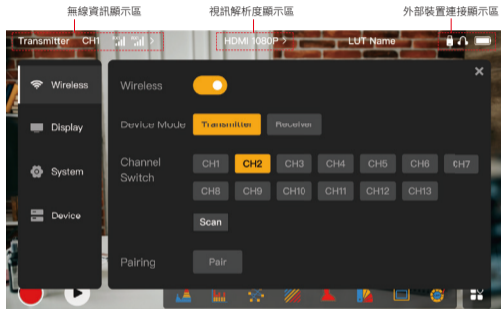 無線資訊顯示區 視訊解析度顯示區 外部裝置連接顯示區
Transmitter CH1 HDMI 1080P > LUT Name
Wireless
Display
System
Device
Wireless
Device Mode Transmitter Receiver
Channel Switch
CH1 CH2 CH3 CH4 CH5 CH6 CH7
CH8 CH9 CH10 CH11 CH12 CH13
Scan
Pairing Pair